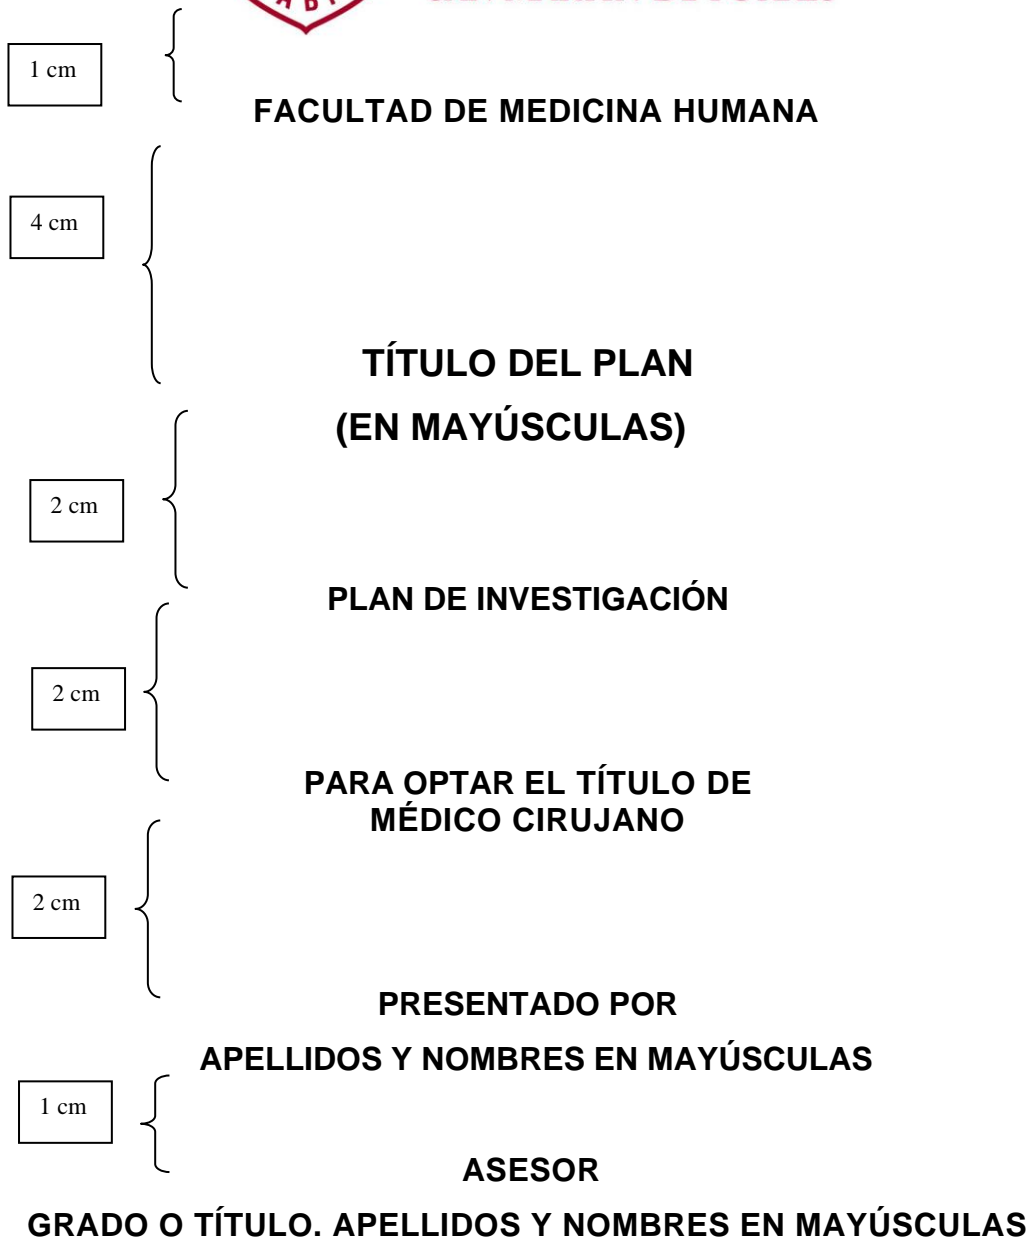 1 cm
FACULTAD DE MEDICINA HUMANA
4 cm
TÍTULO DEL PLAN
(EN MAYÚSCULAS)
2 cm
PLAN DE INVESTIGACIÓN
2 cm
PARA OPTAR EL TÍTULO DE
MÉDICO CIRUJANO
2 cm
PRESENTADO POR
APELLIDOS Y NOMBRES EN MAYÚSCULAS
1 cm
ASESOR
GRADO O TÍTULO. APELLIDOS Y NOMBRES EN MAYÚSCULAS